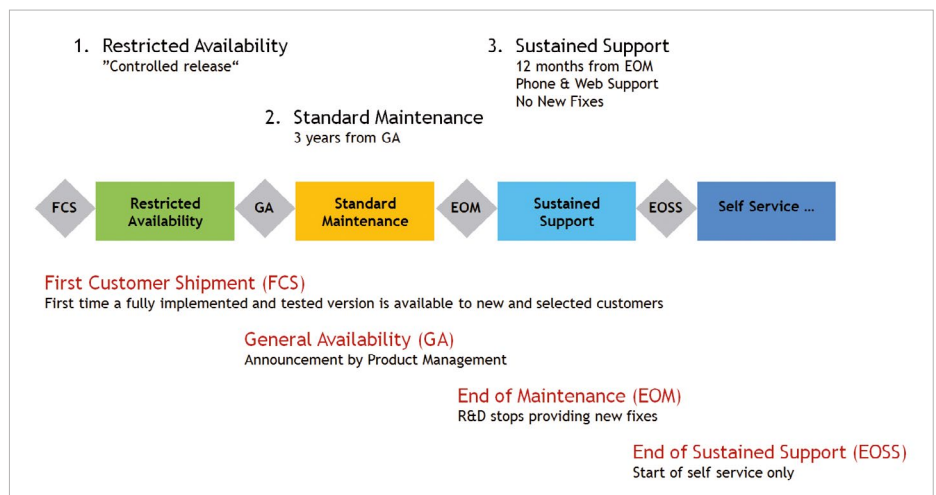 1. Restricted Availability
”Controlled release“
2. Standard Maintenance
3 years from GA
3. Sustained Support
12 months from EOM
Phone & Web Support
No New Fixes
FCS
Restricted
Availability
GA
Standard
Maintenance
EOM
Sustained
Support
EOSS
Self Service ...
First Customer Shipment (FCS)
First time a fully implemented and tested version is available to new and selected customers
General Availability (GA)
Announcement by Product Management
End of Maintenance (EOM)
R&D stops providing new fixes
End of Sustained Support (EOSS)
Start of self service only